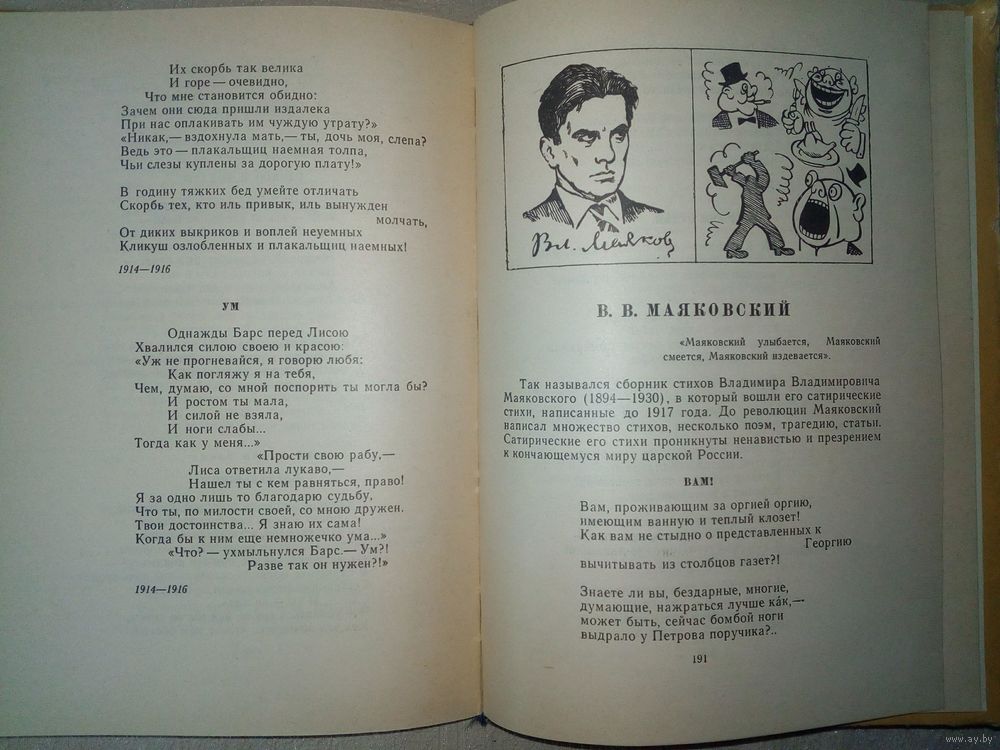 Их скорбь так велика
И горе — очевидно,
Что мне становится обидно:
Зачем они сюда пришли издалека
При нас оплакивать им чуждую утрату?»
«Никак,— вздохнула мать,— ты, дочь моя, слепа?
Ведь это — плакальщиц наемная толпа,
Чьи слезы куплены за дорогую плату!»
В годину тяжких бед умейте отличать
Скорбь тех, кто иль привык, иль вынужден
молчать,
От диких выкриков и воплей неуемных
Кликуш озлобленных и плакальщиц наемных!
1914—1916
УМ
Однажды Барс перед Лисою
Хвалился силою своею и красою:
«Уж не прогневайся, я говорю любя:
Как погляжу я на тебя,
Чем, думаю, со мной поспорить ты могла бы?
И ростом ты мала,
И силой не взяла,
И ноги слабы...
Тогда как у меня...»
«Прости свою рабу,—
Лиса ответила лукаво,—
Нашел ты с кем равняться, право!
Я за одно лишь то благодарю судьбу,
Что ты, по милости своей, со мною дружен.
Твои достоинства... Я знаю их сама!
Когда бы к ним еще немножечко ума...»
«Что? — ухмыльнулся Барс.— Ум?!
Разве так он нужен?!»
1914—1916
Вл. Маяков
В. В. МАЯКОВСКИЙ
«Маяковский улыбается, Маяковский
смеется, Маяковский издевается».
Так назывался сборник стихов Владимира Владимировича
Маяковского (1894—1930), в который вошли его сатирические
стихи, написанные до 1917 года. До революции Маяковский
написал множество стихов, несколько поэм, трагедию, статьи.
Сатирические его стихи проникнуты ненавистью и презрением
к кончающемуся миру царской России.
ВАМ!
Вам, проживающим за оргией оргию,
имеющим ванную и теплый клозет!
Как вам не стыдно о представленных к
Георгию
вычитывать из столбцов газет?!
Знаете ли вы, бездарные, многие,
думающие, нажраться лучше ка́к,—
может быть, сейчас бомбой ноги
выдрало у Петрова поручика?..
191
www.ay.by